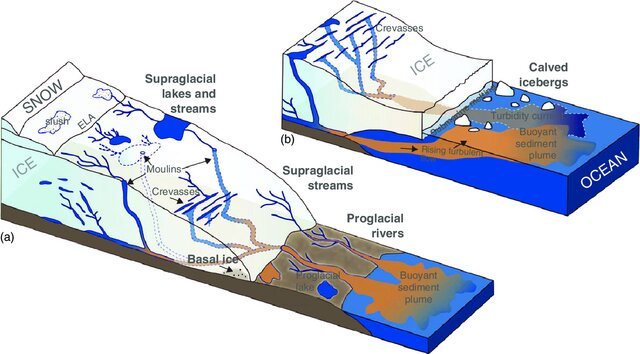 (a)
SNOW
slush
ELA
ICE
Supraglacial
lakes and
streams
Moulins
Crevasses
Basal ice
Supraglacial
streams
Proglacial
rivers
Proglacial
lake
Buoyant
sediment
plume
(b)
Crevasses
ICE
Calved
icebergs
Turbidity current
Buoyant
sediment
plume
Rising turbulent
OCEAN